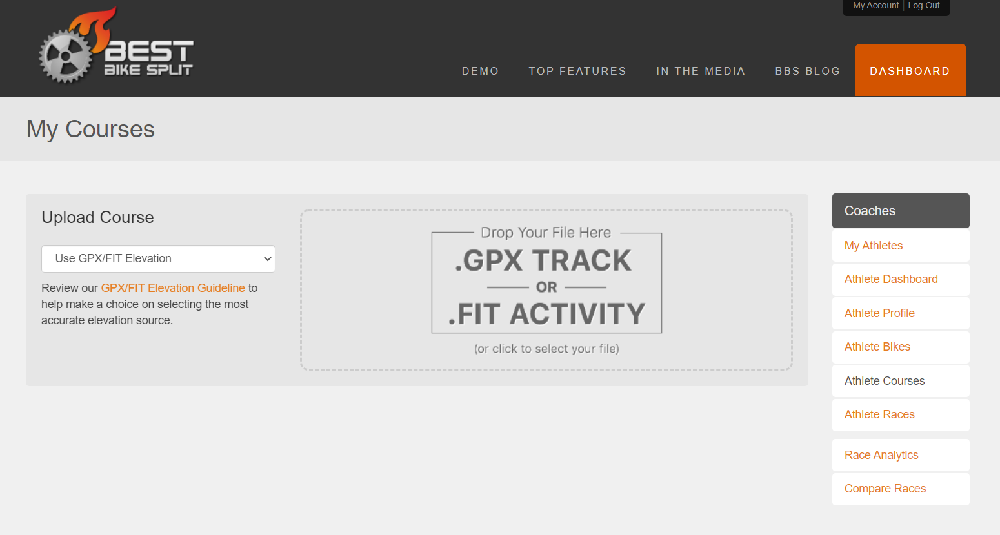 My Account | Log Out
BEST
BIKE SPLIT
DEMO
TOP FEATURES
IN THE MEDIA
BBS BLOG
DASHBOARD
My Courses
Upload Course
Use GPX/FIT Elevation
Review our GPX/FIT Elevation Guideline to
help make a choice on selecting the most
accurate elevation source.
Drop Your File Here
.GPX TRACK
OR
.FIT ACTIVITY
(or click to select your file)
Coaches
My Athletes
Athlete Dashboard
Athlete Profile
Athlete Bikes
Athlete Courses
Athlete Races
Race Analytics
Compare Races